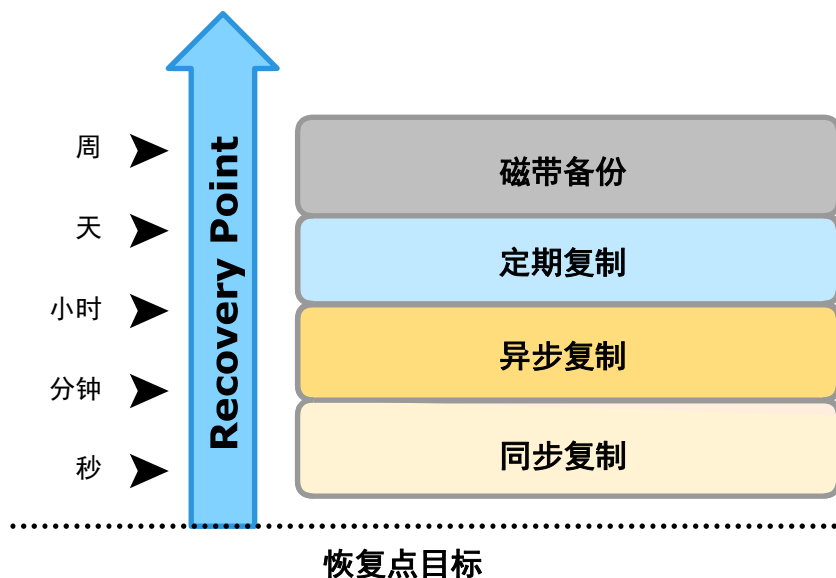 周
天
小时
分钟
秒
Recovery Point
磁带备份
定期复制
异步复制
同步复制
恢复点目标